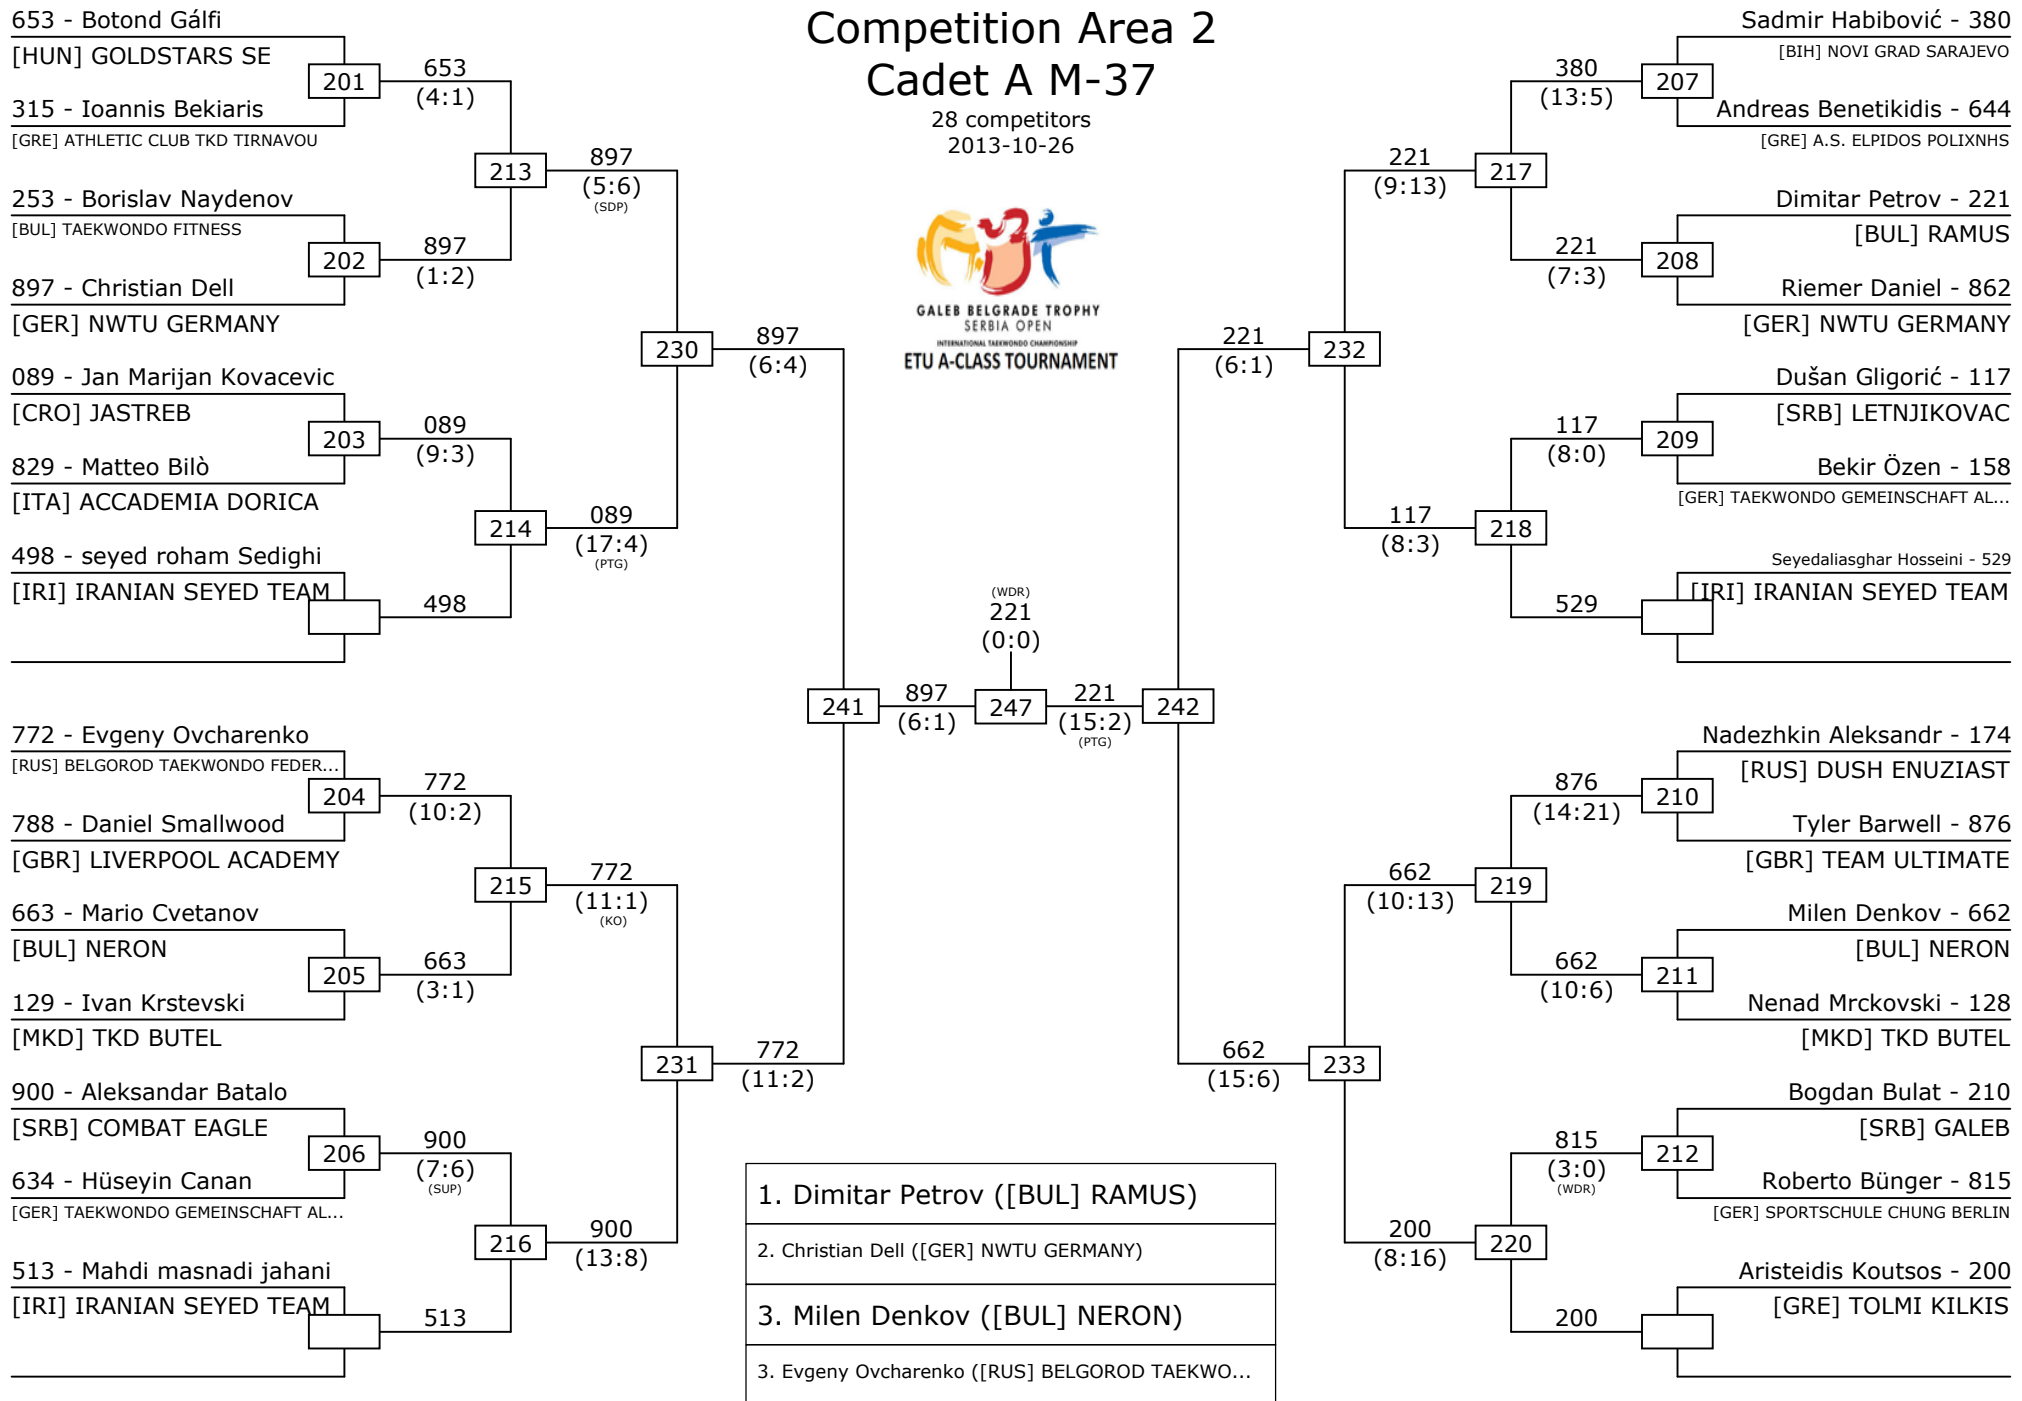 Competition Area 2
Cadet A M-37
28 competitors
2013-10-26
GALEB BELGRADE TROPHY
SERBIA OPEN
INTERNATIONAL TAEKWONDO CHAMPIONSHIP
ETU A-CLASS TOURNAMENT
653 - Botond Gálfi
[HUN] GOLDSTARS SE
201
653
(4:1)
315 - Ioannis Bekiaris
[GRE] ATHLETIC CLUB TKD TIRNAVOU
213
897
(5:6)
(SDP)
253 - Borislav Naydenov
[BUL] TAEKWONDO FITNESS
202
897
(1:2)
897 - Christian Dell
[GER] NWTU GERMANY
230
897
(6:4)
089 - Jan Marijan Kovacevic
[CRO] JASTREB
203
089
(9:3)
829 - Matteo Bilò
[ITA] ACCADEMIA DORICA
214
089
(17:4)
(PTG)
498 - seyed roham Sedighi
[IRI] IRANIAN SEYED TEAM
498
241
897
(6:1)
772 - Evgeny Ovcharenko
[RUS] BELGOROD TAEKWONDO FEDER...
204
772
(10:2)
788 - Daniel Smallwood
[GBR] LIVERPOOL ACADEMY
215
772
(11:1)
(KO)
663 - Mario Cvetanov
[BUL] NERON
205
663
(3:1)
129 - Ivan Krstevski
[MKD] TKD BUTEL
231
772
(11:2)
900 - Aleksandar Batalo
[SRB] COMBAT EAGLE
206
900
(7:6)
(SUP)
634 - Hüseyin Canan
[GER] TAEKWONDO GEMEINSCHAFT AL...
216
900
(13:8)
513 - Mahdi masnadi jahani
[IRI] IRANIAN SEYED TEAM
513
(WDR)
221
(0:0)
247
Sadmir Habibović - 380
[BIH] NOVI GRAD SARAJEVO
380
(13:5)
207
Andreas Benetikidis - 644
[GRE] A.S. ELPIDOS POLIXNHS
221
(9:13)
217
Dimitar Petrov - 221
[BUL] RAMUS
221
(7:3)
208
Riemer Daniel - 862
[GER] NWTU GERMANY
221
(6:1)
232
Dušan Gligorić - 117
[SRB] LETNJIKOVAC
117
(8:0)
209
Bekir Özen - 158
[GER] TAEKWONDO GEMEINSCHAFT AL...
117
(8:3)
218
Seyedaliasghar Hosseini - 529
[IRI] IRANIAN SEYED TEAM
529
221
(15:2)
(PTG)
242
Nadezhkin Aleksandr - 174
[RUS] DUSH ENUZIAST
876
(14:21)
210
Tyler Barwell - 876
[GBR] TEAM ULTIMATE
662
(10:13)
219
Milen Denkov - 662
[BUL] NERON
662
(10:6)
211
Nenad Mrckovski - 128
[MKD] TKD BUTEL
662
(15:6)
233
Bogdan Bulat - 210
[SRB] GALEB
815
(3:0)
(WDR)
212
Roberto Bünger - 815
[GER] SPORTSCHULE CHUNG BERLIN
200
(8:16)
220
Aristeidis Koutsos - 200
[GRE] TOLMI KILKIS
200
1. Dimitar Petrov ([BUL] RAMUS)
2. Christian Dell ([GER] NWTU GERMANY)
3. Milen Denkov ([BUL] NERON)
3. Evgeny Ovcharenko ([RUS] BELGOROD TAEKWO...